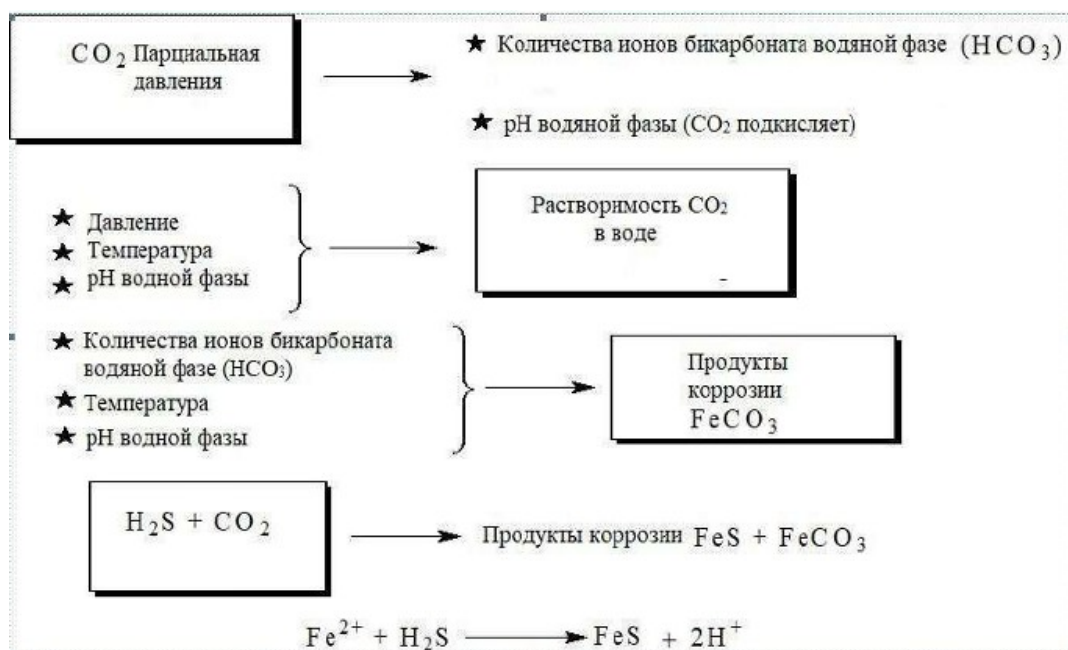 CO₂ Парциальная
давления
★ Количества ионов бикарбоната водяной фазе (HCO₃)
★ pH водяной фазы (CO₂ подкисляет)
★ Давление
★ Температура
★ pH водной фазы
Растворимость CO₂
в воде
★ Количества ионов бикарбоната
водяной фазе (HCO₃)
★ Температура
★ pH водной фазы
Продукты
коррозии
FeCO₃
H₂S + CO₂
Продукты коррозии FeS + FeCO₃
Fe²⁺ + H₂S → FeS + 2H⁺